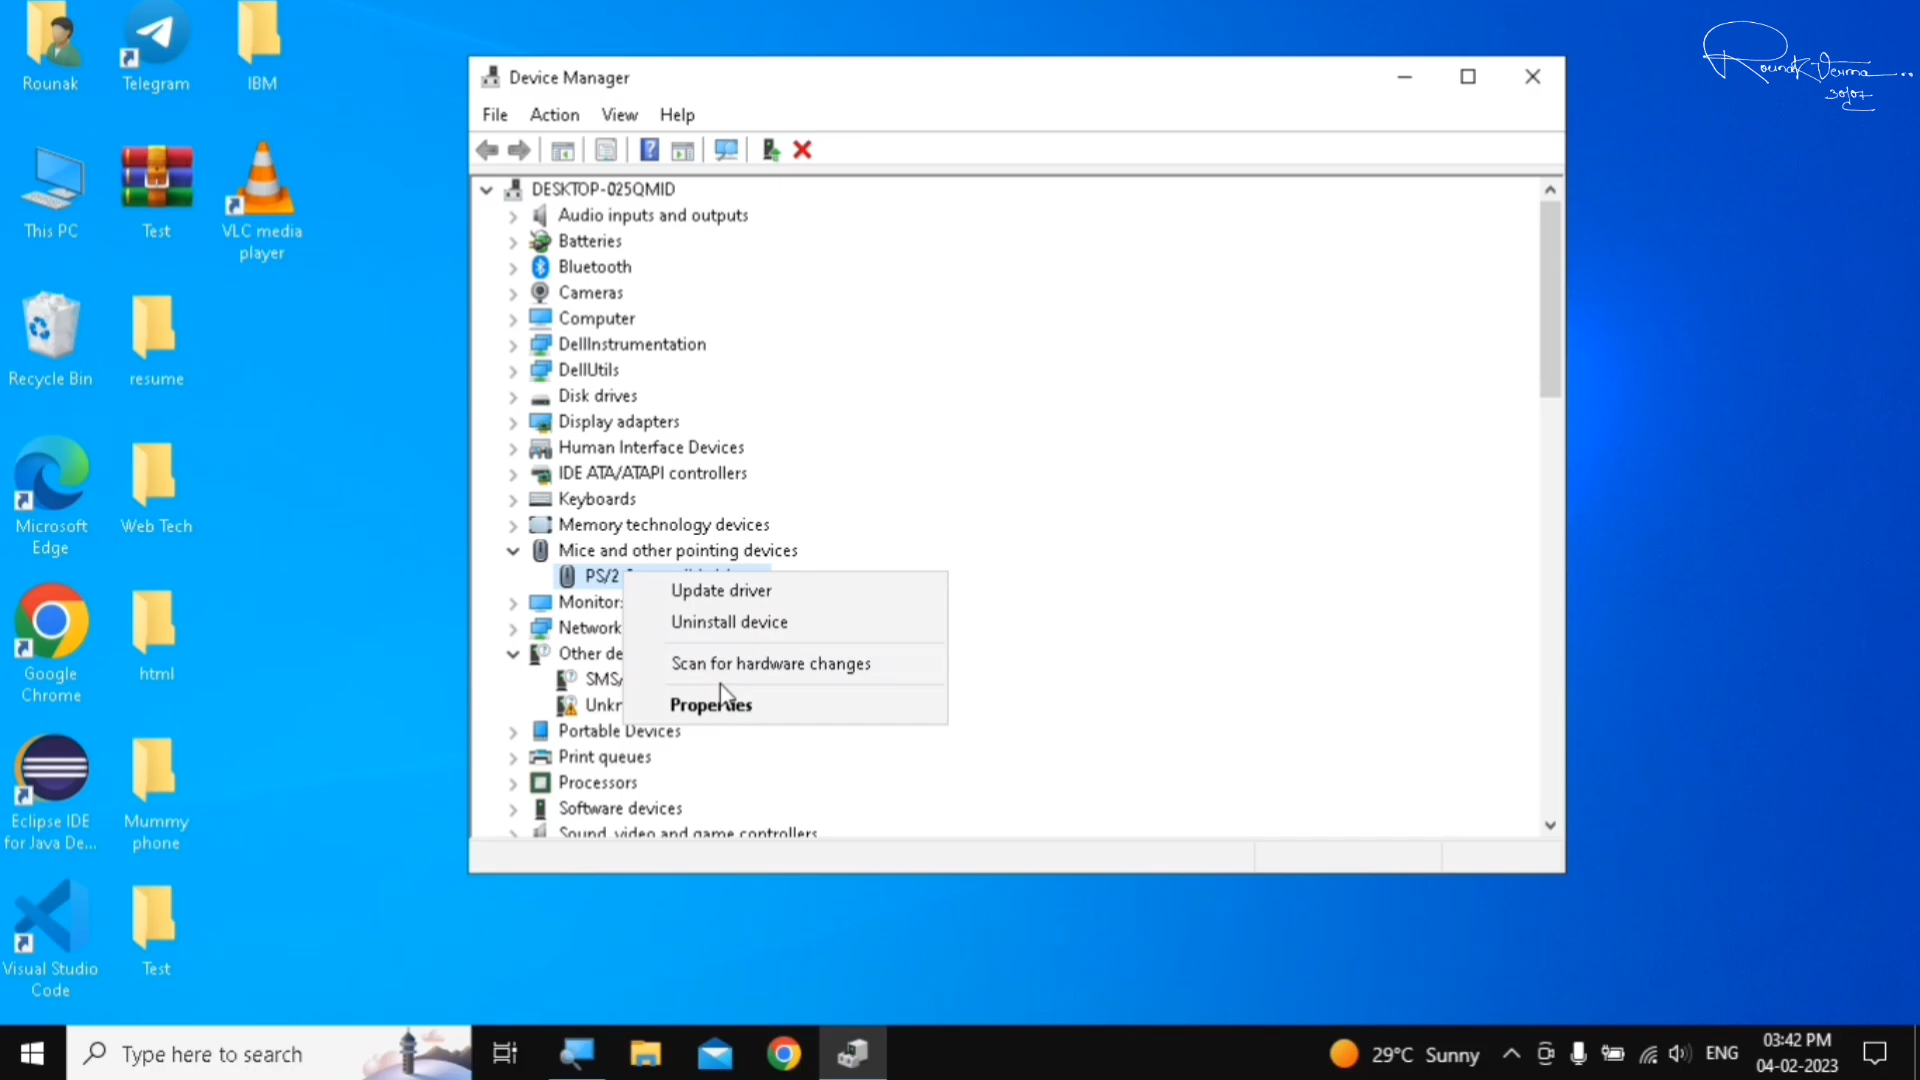 Rounak
Telegram
IBM
This PC
Test
VLC media
player
Recycle Bin
resume
Microsoft
Edge
Web Tech
Google
Chrome
html
Eclipse IDE
for Java De...
Mummy
phone
Visual Studio
Code
Test
Device Manager
File Action View Help
DESKTOP-025QMID
Audio inputs and outputs
Batteries
Bluetooth
Cameras
Computer
DellInstrumentation
DellUtils
Disk drives
Display adapters
Human Interface Devices
IDE ATA/ATAPI controllers
Keyboards
Memory technology devices
Mice and other pointing devices
PS/2
Monitor
Network
Other de
SMS/
Unkr
Portable Devices
Print queues
Processors
Software devices
Sound, video and game controllers
Update driver
Uninstall device
Scan for hardware changes
Properties
Rounak Verma
30/07
Type here to search
29°C Sunny
ENG
03:42 PM
04-02-2023